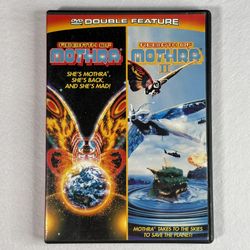 DVD DOUBLE FEATURE
REBIRTH OF
MOTHRA
SHE'S MOTHRA, SHE'S BACK,
AND SHE'S MAD!
REBIRTH OF
MOTHRA
II
MOTHRA TAKES TO THE SKIES
TO SAVE THE PLANET!